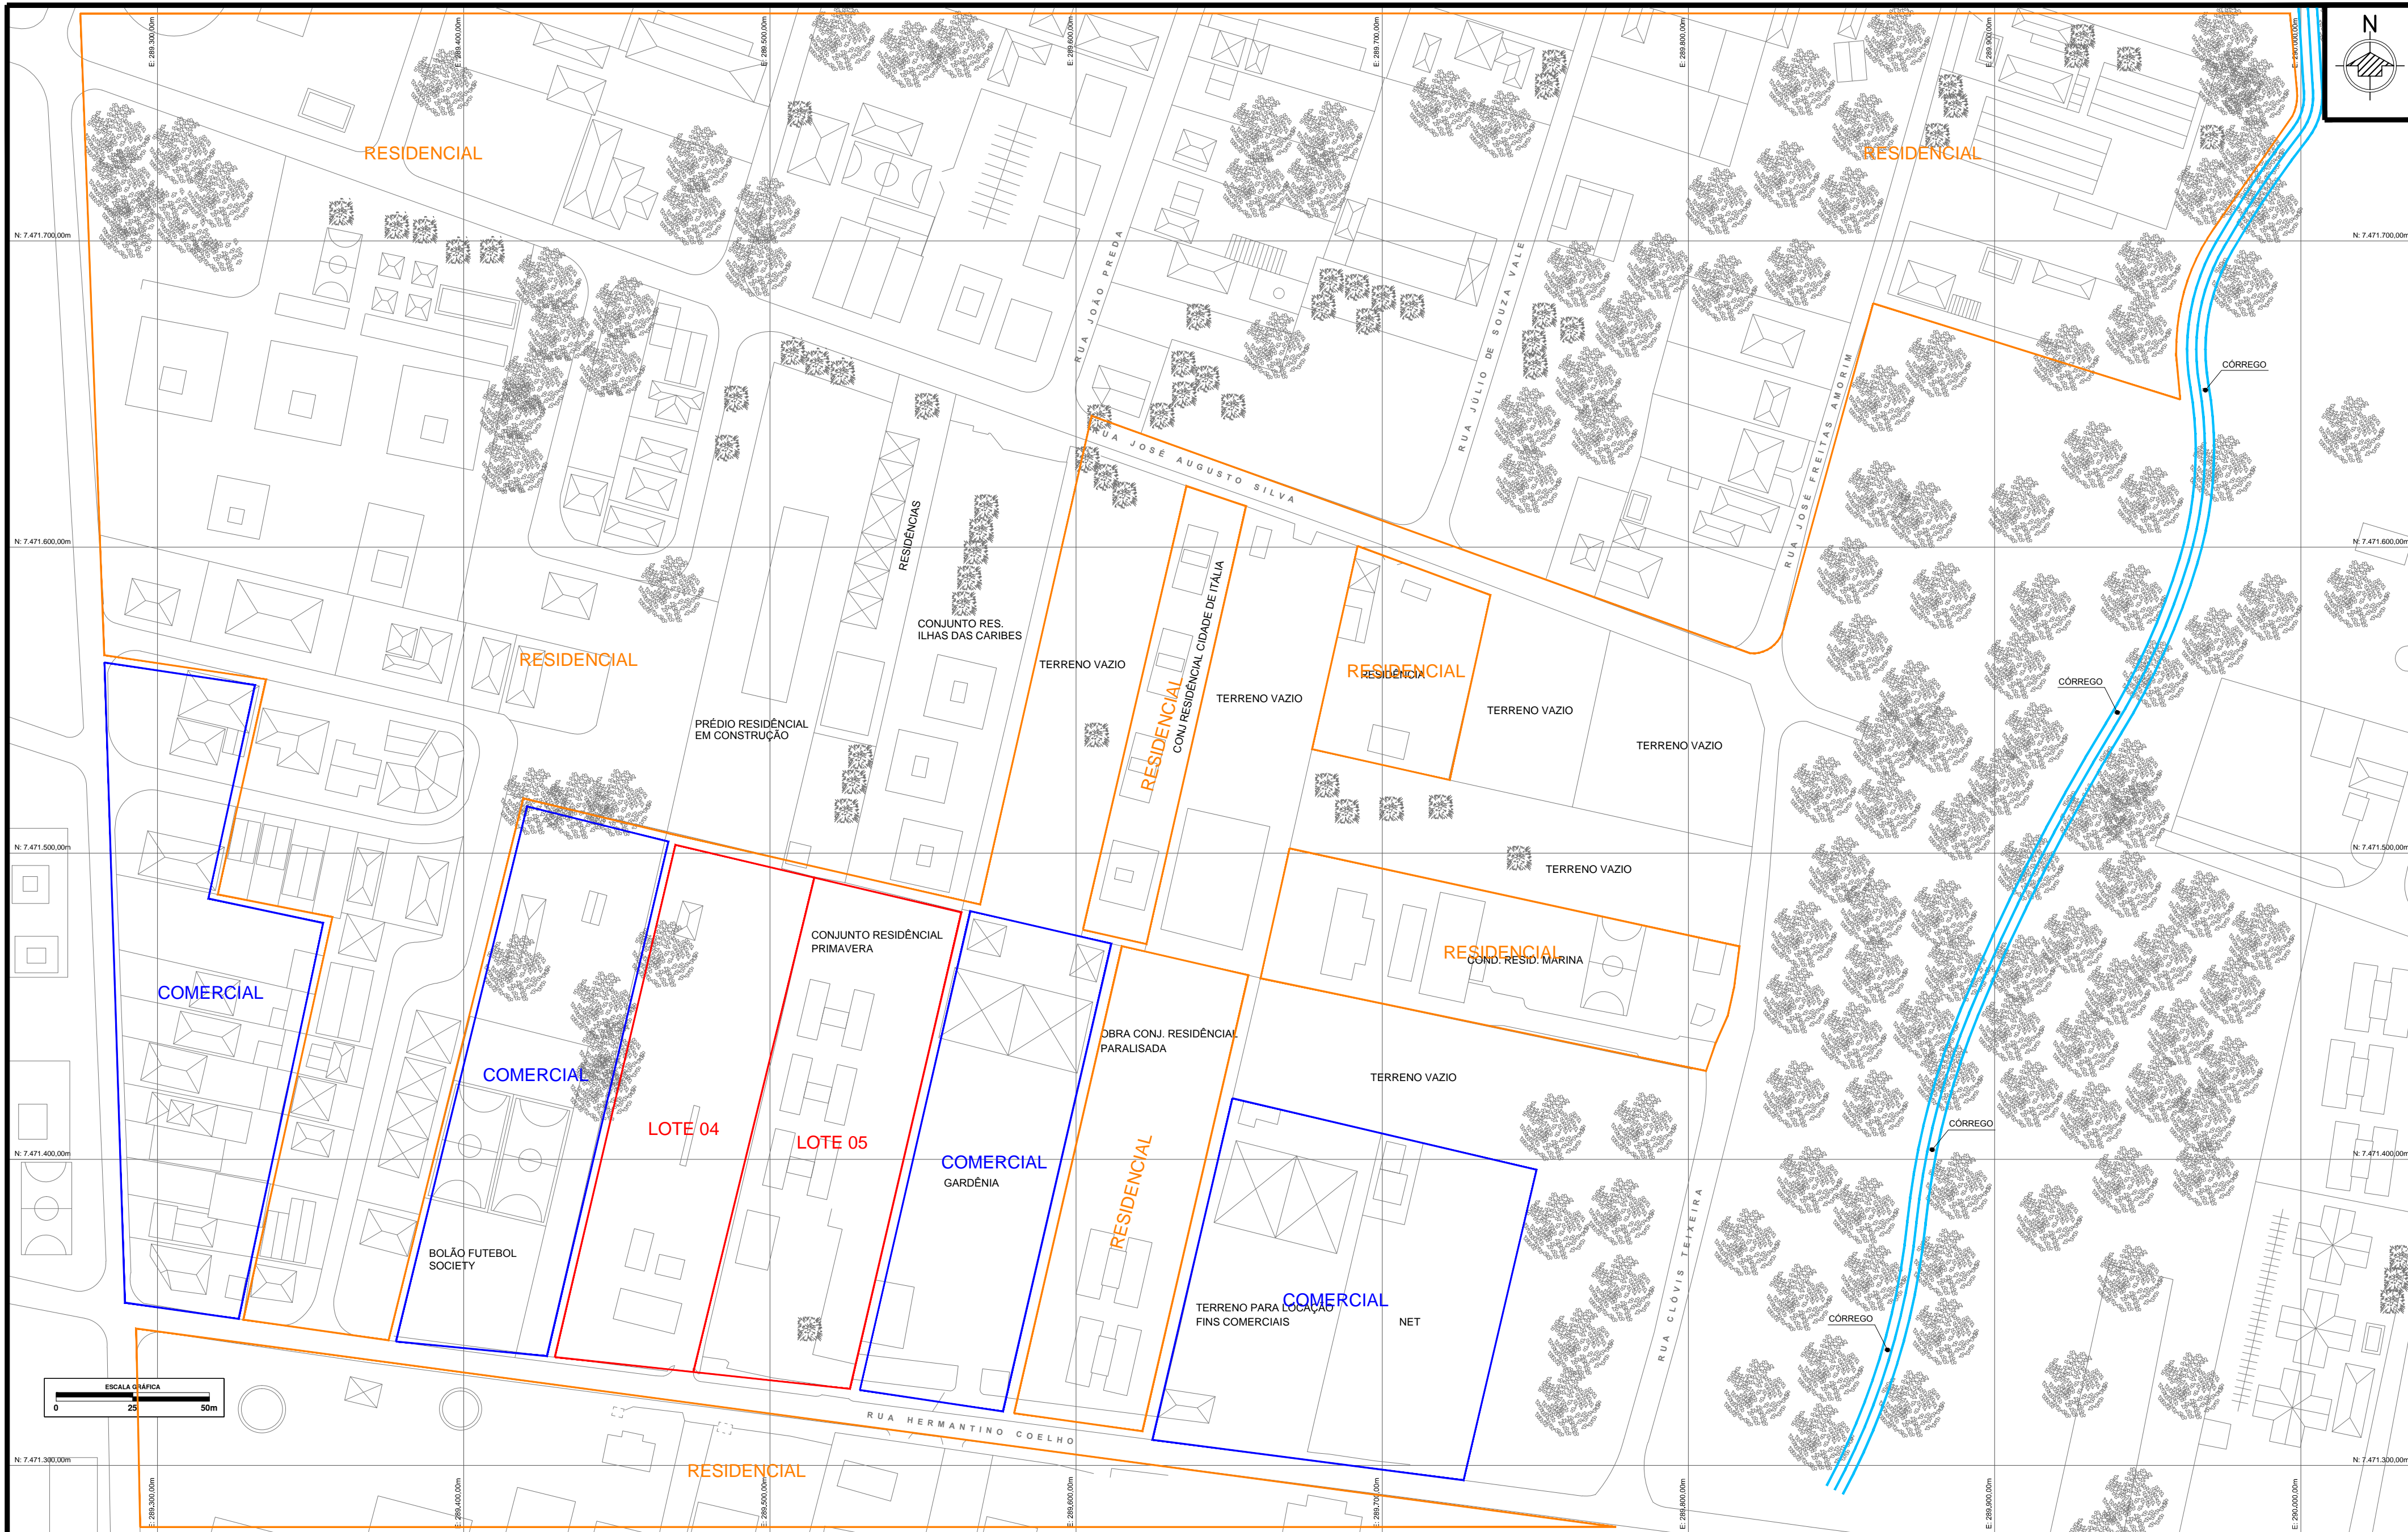 E: 289.300,00m
E: 289.400,00m
E: 289.500,00m
E: 289.600,00m
E: 289.700,00m
E: 289.800,00m
E: 289.900,00m
E: 290.000,00m
N
RESIDENCIAL
RESIDENCIAL
N: 7.471.700,00m
N: 7.471.700,00m
RUA JOÃO PREDA
RUA JÚLIO DE SOUZA VALE
RUA JOSÉ FREITAS AMORIM
CÓRREGO
RUA JOSÉ AUGUSTO SILVA
N: 7.471.600,00m
N: 7.471.600,00m
RESIDÊNCIAS
CONJUNTO RES.
ILHAS DAS CARIBES
RESIDENCIAL
TERRENO VAZIO
RESIDENCIAL
CONJ RESIDÊNCIAL CIDADE DE ITÁLIA
TERRENO VAZIO
RESIDENCIAL
RESIDÊNCIA
TERRENO VAZIO
TERRENO VAZIO
CÓRREGO
PRÉDIO RESIDÊNCIAL
EM CONSTRUÇÃO
N: 7.471.500,00m
N: 7.471.500,00m
TERRENO VAZIO
CONJUNTO RESIDÊNCIAL
PRIMAVERA
RESIDENCIAL
COND. RESID. MARINA
COMERCIAL
OBRA CONJ. RESIDÊNCIAL
PARALISADA
COMERCIAL
TERRENO VAZIO
LOTE 04
LOTE 05
CÓRREGO
N: 7.471.400,00m
N: 7.471.400,00m
COMERCIAL
GARDÊNIA
RESIDENCIAL
RUA CLÓVIS TEIXEIRA
BOLÃO FUTEBOL
SOCIETY
COMERCIAL
TERRENO PARA LOCAÇÃO
FINS COMERCIAIS
NET
CÓRREGO
ESCALA GRÁFICA
0 25 50m
RUA HERMANTINO COELHO
N: 7.471.300,00m
N: 7.471.300,00m
RESIDENCIAL
E: 289.300,00m
E: 289.400,00m
E: 289.500,00m
E: 289.600,00m
E: 289.700,00m
E: 289.800,00m
E: 289.900,00m
E: 290.000,00m